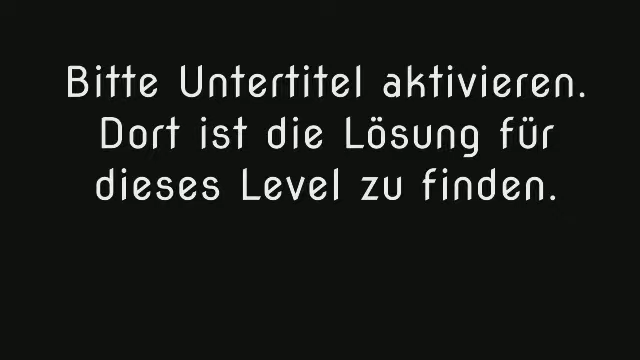 Bitte Untertitel aktivieren.
Dort ist die Lösung für
dieses Level zu finden.